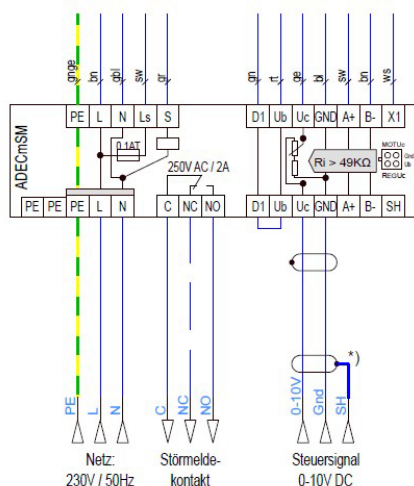 gnge bn gbl sw gr gn rt ge bl sw bn ws
ADECmSM
PE L N Ls S D1 Ub Uc GND A+ B- X1
0.1AT
250V AC / 2A
Ri > 49KΩ
MOTUc
Gnd
Ub
REGUc
PE PE PE L N C NC NO D1 Ub Uc GND A+ B- SH
*)
PE L N C NC NO 0-10V Gnd SH
Netz:
230V / 50Hz
Störmelde-
kontakt
Steuersignal
0-10V DC